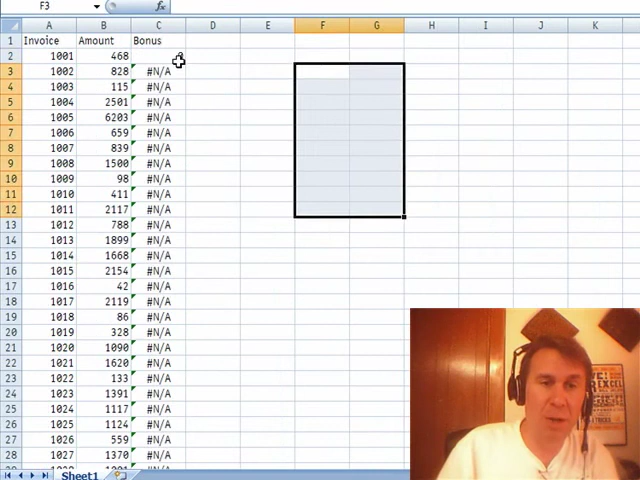 F3 fx
A B C D E F G H I J K
1 Invoice Amount Bonus
2 1001 468
3 1002 828 #N/A
4 1003 115 #N/A
5 1004 2501 #N/A
6 1005 6203 #N/A
7 1006 659 #N/A
8 1007 839 #N/A
9 1008 1500 #N/A
10 1009 98 #N/A
11 1010 411 #N/A
12 1011 2117 #N/A
13 1012 788 #N/A
14 1013 1899 #N/A
15 1014 1668 #N/A
16 1015 2154 #N/A
17 1016 42 #N/A
18 1017 2119 #N/A
19 1018 86 #N/A
20 1019 328 #N/A
21 1020 1090 #N/A
22 1021 1620 #N/A
23 1022 133 #N/A
24 1023 1391 #N/A
25 1024 1117 #N/A
26 1025 1124 #N/A
27 1026 559 #N/A
28 1027 1370 #N/A
Sheet1
EXCEL